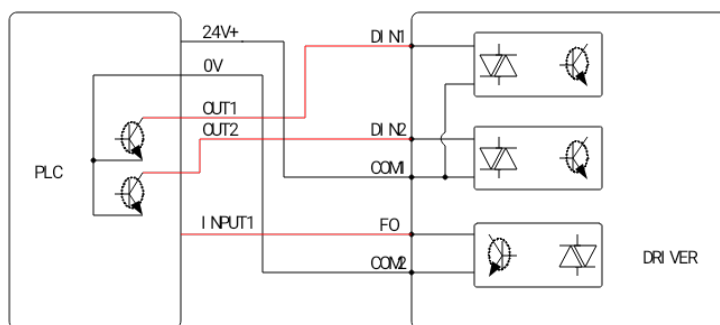 24V+
DIN1
0V
OUT1
OUT2
DIN2
PLC
COM1
INPUT1
FO
COM2
DRIVER